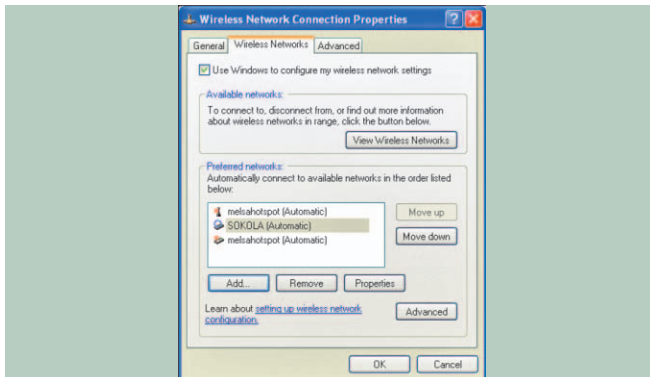 Wireless Network Connection Properties
General Wireless Networks Advanced
Use Windows to configure my wireless network settings
Available networks:
To connect to, disconnect from, or find out more information
about wireless networks in range, click the button below.
View Wireless Networks
Preferred networks:
Automatically connect to available networks in the order listed
below:
melsahotspot (Automatic)
SOKOLA (Automatic)
melsahotspot (Automatic)
Move up
Move down
Add... Remove Properties
Learn about setting up wireless network
configuration.
Advanced
OK Cancel